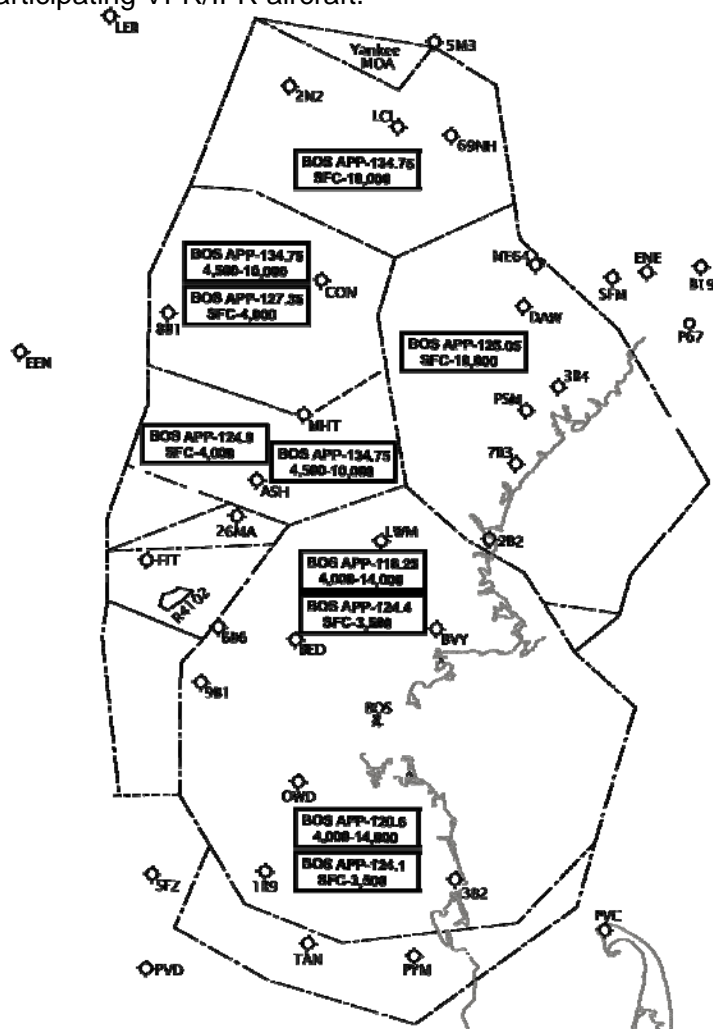 articipating VFR/IFR aircraft.
LEB
5M3
Yankee
MOA
2N2
LCI
69NH
BOS APP-134.75
SFC-10,000
BOS APP-134.75
4,500-10,000
BOS APP-127.35
SFC-4,000
CON
8B1
ME64
ENE
SFM
B19
DAW
P67
EEN
BOS APP-125.05
SFC-10,000
3B4
PSM
MHT
BOS APP-124.9
SFC-4,000
BOS APP-134.75
4,500-10,000
7B3
ASH
26MA
LWM
2B2
FIT
BOS APP-118.25
4,000-14,000
R4102
BOS APP-124.4
SFC-3,500
6B6
BED
BVY
9B1
BOS
OWD
BOS APP-120.6
4,000-14,000
BOS APP-124.1
SFC-3,500
SFZ
1B9
3B2
PVC
TAN
PYM
PVD